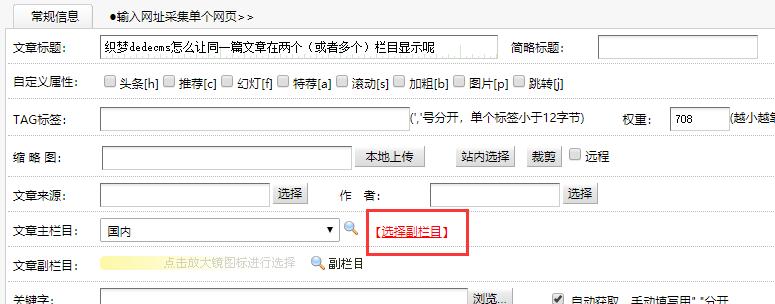 常规信息 ●输入网址采集单个网页>>
文章标题: 织梦dedecms怎么让同一篇文章在两个（或者多个）栏目显示呢 简略标题:
自定义属性: 头条[h] 推荐[c] 幻灯[f] 特荐[a] 滚动[s] 加粗[b] 图片[p] 跳转[j]
TAG标签: (','号分开，单个标签小于12字节) 权重: 708 (越小越
缩 略 图: 本地上传 站内选择 裁剪 远程
文章来源: 选择 作 者: 选择
文章主栏目: 国内 【选择副栏目】
文章副栏目: 点击放大镜图标进行选择 副栏目
关键字: 浏览... 自动获取，手动填写用","分开